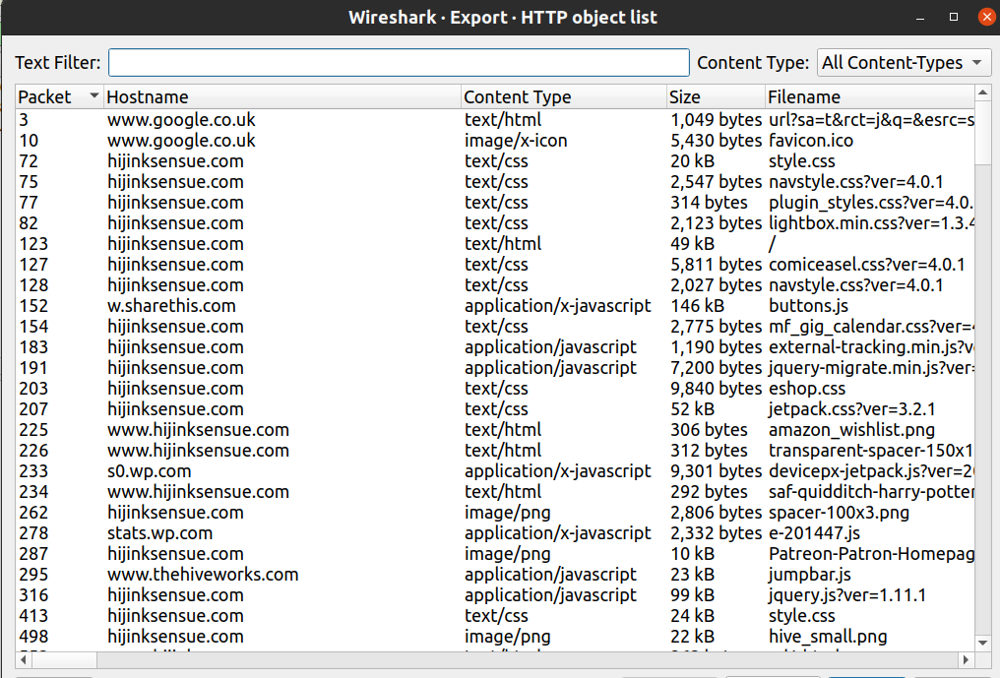 Wireshark · Export · HTTP object list
Text Filter: Content Type: All Content-Types
Packet Hostname Content Type Size Filename
3 www.google.co.uk text/html 1,049 bytes url?sa=t&rct=j&q=&esrc=s
10 www.google.co.uk image/x-icon 5,430 bytes favicon.ico
72 hijinksensue.com text/css 20 kB style.css
75 hijinksensue.com text/css 2,547 bytes navstyle.css?ver=4.0.1
77 hijinksensue.com text/css 314 bytes plugin_styles.css?ver=4.0.
82 hijinksensue.com text/css 2,123 bytes lightbox.min.css?ver=1.3.4
123 hijinksensue.com text/html 49 kB /
127 hijinksensue.com text/css 5,811 bytes comiceasel.css?ver=4.0.1
128 hijinksensue.com text/css 2,027 bytes navstyle.css?ver=4.0.1
152 w.sharethis.com application/x-javascript 146 kB buttons.js
154 hijinksensue.com text/css 2,775 bytes mf_gig_calendar.css?ver=4
183 hijinksensue.com application/javascript 1,190 bytes external-tracking.min.js?v
191 hijinksensue.com application/javascript 7,200 bytes jquery-migrate.min.js?ver=
203 hijinksensue.com text/css 9,840 bytes eshop.css
207 hijinksensue.com text/css 52 kB jetpack.css?ver=3.2.1
225 www.hijinksensue.com text/html 306 bytes amazon_wishlist.png
226 www.hijinksensue.com text/html 312 bytes transparent-spacer-150x1
233 s0.wp.com application/x-javascript 9,301 bytes devicepx-jetpack.js?ver=20
234 www.hijinksensue.com text/html 292 bytes saf-quidditch-harry-potter
262 hijinksensue.com image/png 2,806 bytes spacer-100x3.png
278 stats.wp.com application/x-javascript 2,332 bytes e-201447.js
287 hijinksensue.com image/png 10 kB Patreon-Patron-Homepag
295 www.thehiveworks.com application/javascript 23 kB jumpbar.js
316 hijinksensue.com application/javascript 99 kB jquery.js?ver=1.11.1
413 hijinksensue.com text/css 24 kB style.css
498 hijinksensue.com image/png 22 kB hive_small.png